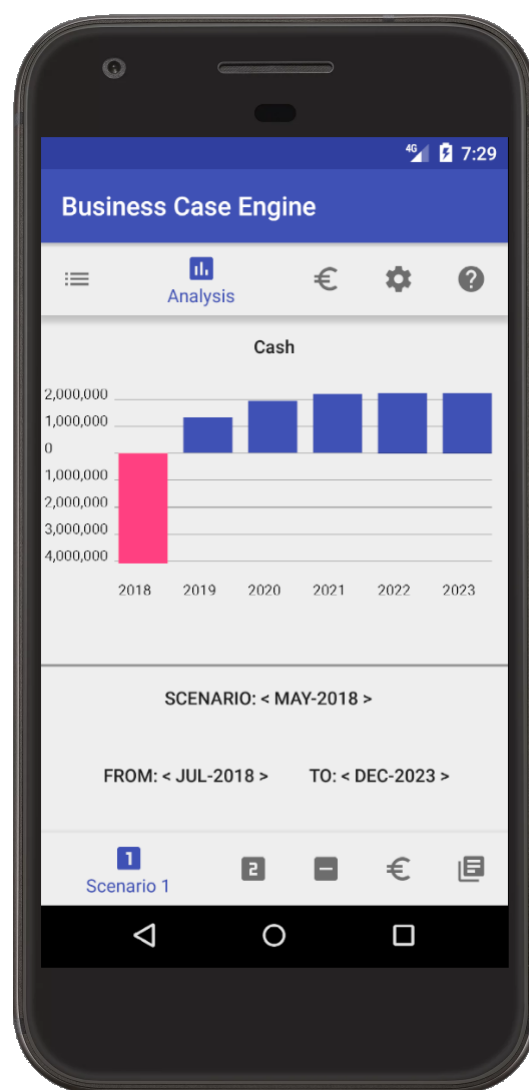 4G 7:29
Business Case Engine
Analysis €
Cash
2,000,000
1,000,000
0
1,000,000
2,000,000
3,000,000
4,000,000
2018 2019 2020 2021 2022 2023
SCENARIO: < MAY-2018 >
FROM: < JUL-2018 > TO: < DEC-2023 >
1 2 €
Scenario 1